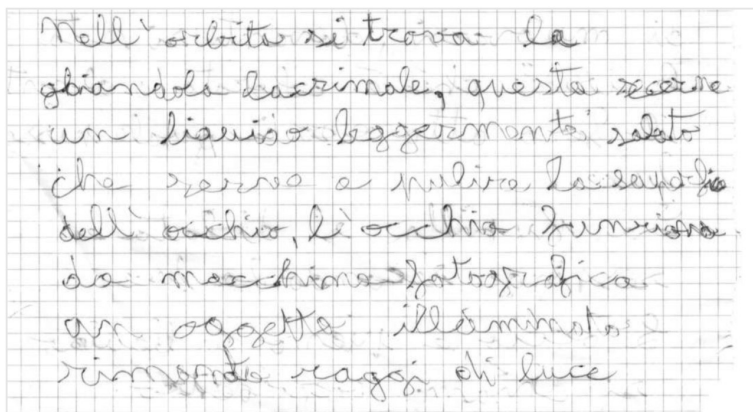 Nell'orbita si trova la
ghiandola lacrimale, questa secerne
un liquido leggermente salato
che serve a pulire la
dell'occhio, l'occhio funziona
da macchina fotografica
un oggetto illuminato
rimanda raggi di luce